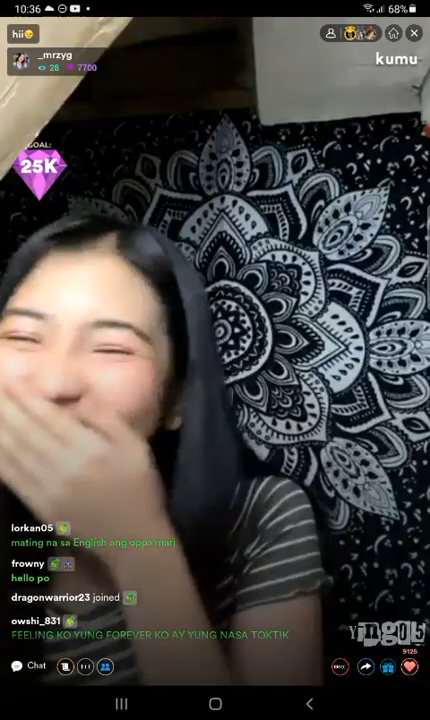 10:36
68%
hii😊
_mrzyg
28 7700
kumu
GOAL:
25K
lorkan05
mating na sa English ang oppa mari
frowny
hello po
dragonwarrior23 joined
owshi_831
FEELING KO YUNG FOREVER KO AY YUNG NASA TOKTIK
9125
Chat